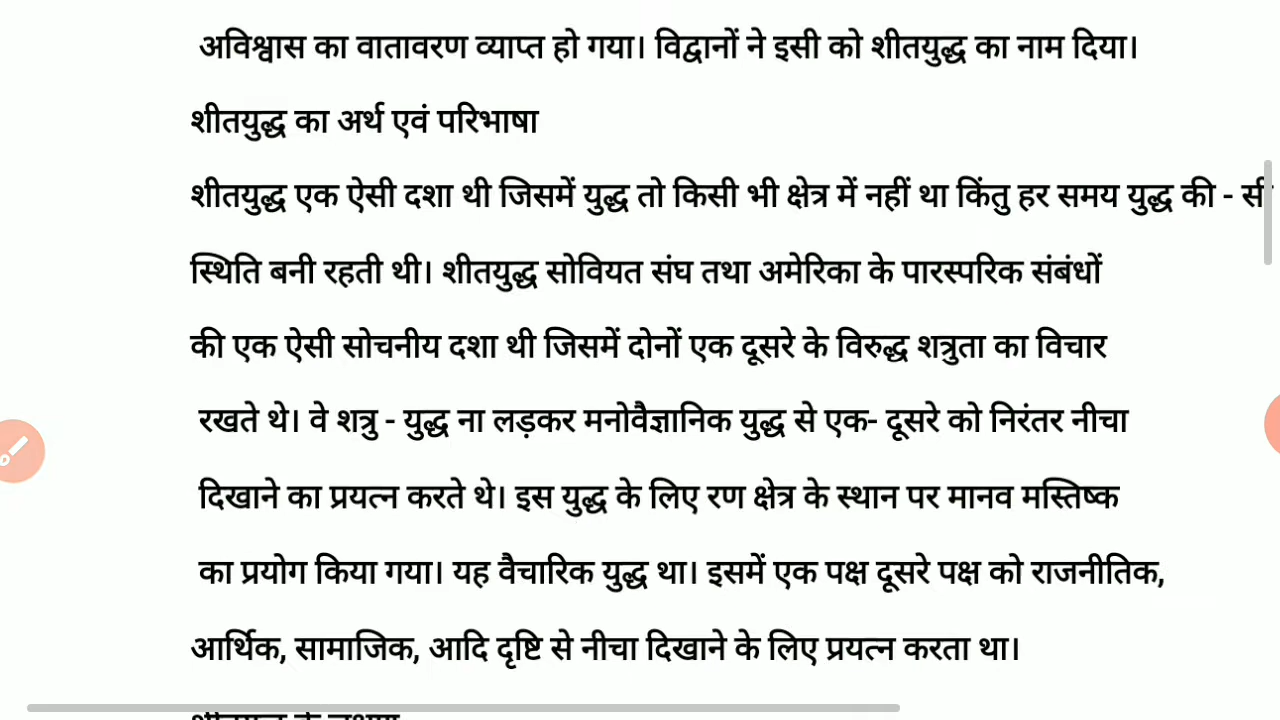 अविश्वास का वातावरण व्याप्त हो गया। विद्वानों ने इसी को शीतयुद्ध का नाम दिया।
शीतयुद्ध का अर्थ एवं परिभाषा
शीतयुद्ध एक ऐसी दशा थी जिसमें युद्ध तो किसी भी क्षेत्र में नहीं था किंतु हर समय युद्ध की - सी
स्थिति बनी रहती थी। शीतयुद्ध सोवियत संघ तथा अमेरिका के पारस्परिक संबंधों
की एक ऐसी सोचनीय दशा थी जिसमें दोनों एक दूसरे के विरुद्ध शत्रुता का विचार
रखते थे। वे शत्रु - युद्ध ना लड़कर मनोवैज्ञानिक युद्ध से एक- दूसरे को निरंतर नीचा
दिखाने का प्रयत्न करते थे। इस युद्ध के लिए रण क्षेत्र के स्थान पर मानव मस्तिष्क
का प्रयोग किया गया। यह वैचारिक युद्ध था। इसमें एक पक्ष दूसरे पक्ष को राजनीतिक,
आर्थिक, सामाजिक, आदि दृष्टि से नीचा दिखाने के लिए प्रयत्न करता था।